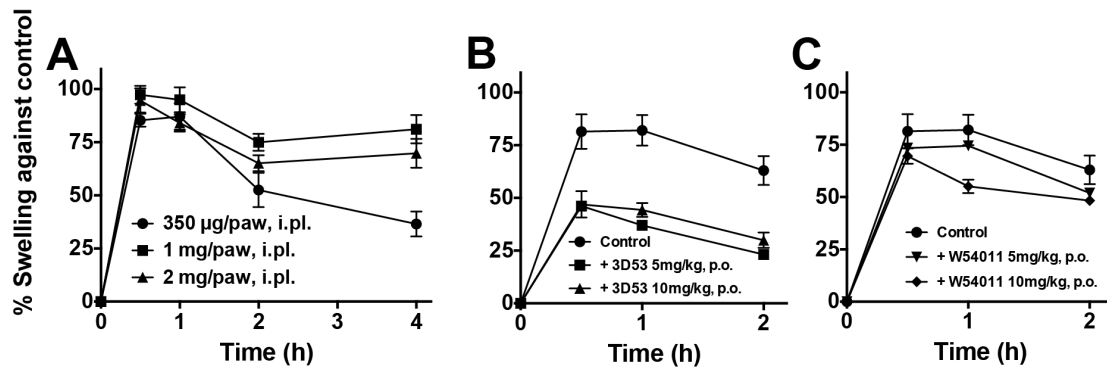 % Swelling against control
A
100
75
50
25
0
350 µg/paw, i.pl.
1 mg/paw, i.pl.
2 mg/paw, i.pl.
0 1 2 3 4
Time (h)
B
100
75
50
25
0
Control
+ 3D53 5mg/kg, p.o.
+ 3D53 10mg/kg, p.o.
0 1 2
Time (h)
C
100
75
50
25
0
Control
+ W54011 5mg/kg, p.o.
+ W54011 10mg/kg, p.o.
0 1 2
Time (h)